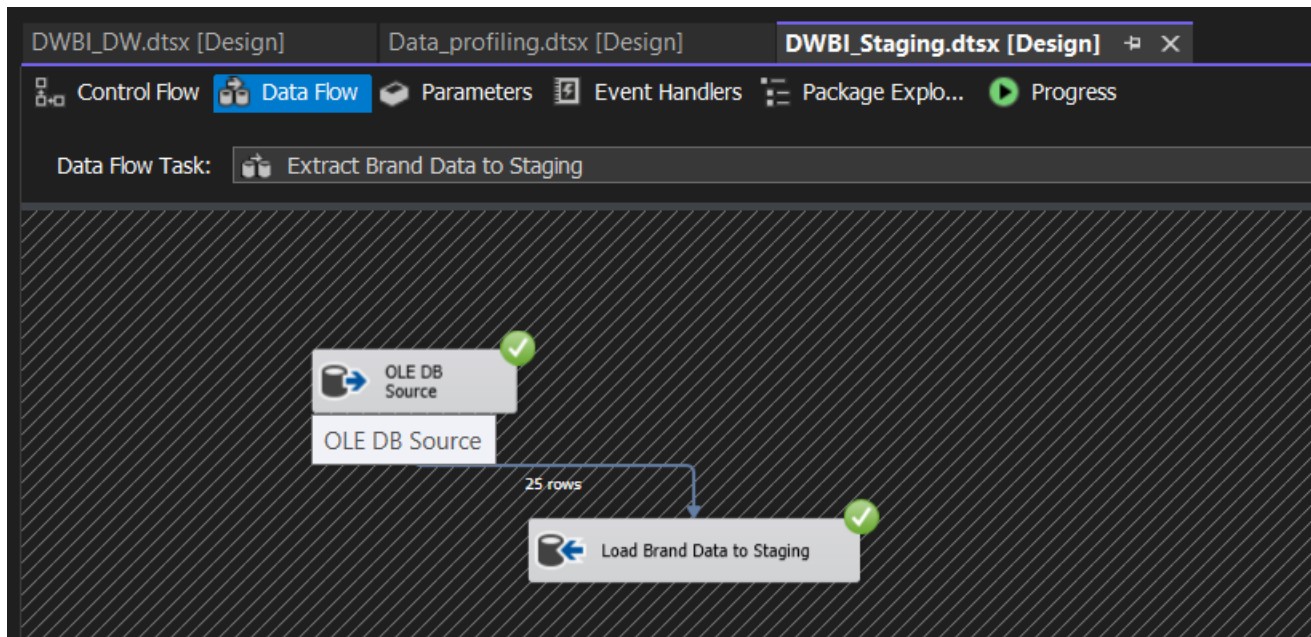 DWBI_DW.dtsx [Design] Data_profiling.dtsx [Design] DWBI_Staging.dtsx [Design]
Control Flow Data Flow Parameters Event Handlers Package Explo... Progress
Data Flow Task: Extract Brand Data to Staging
OLE DB
Source
OLE DB Source
25 rows
Load Brand Data to Staging